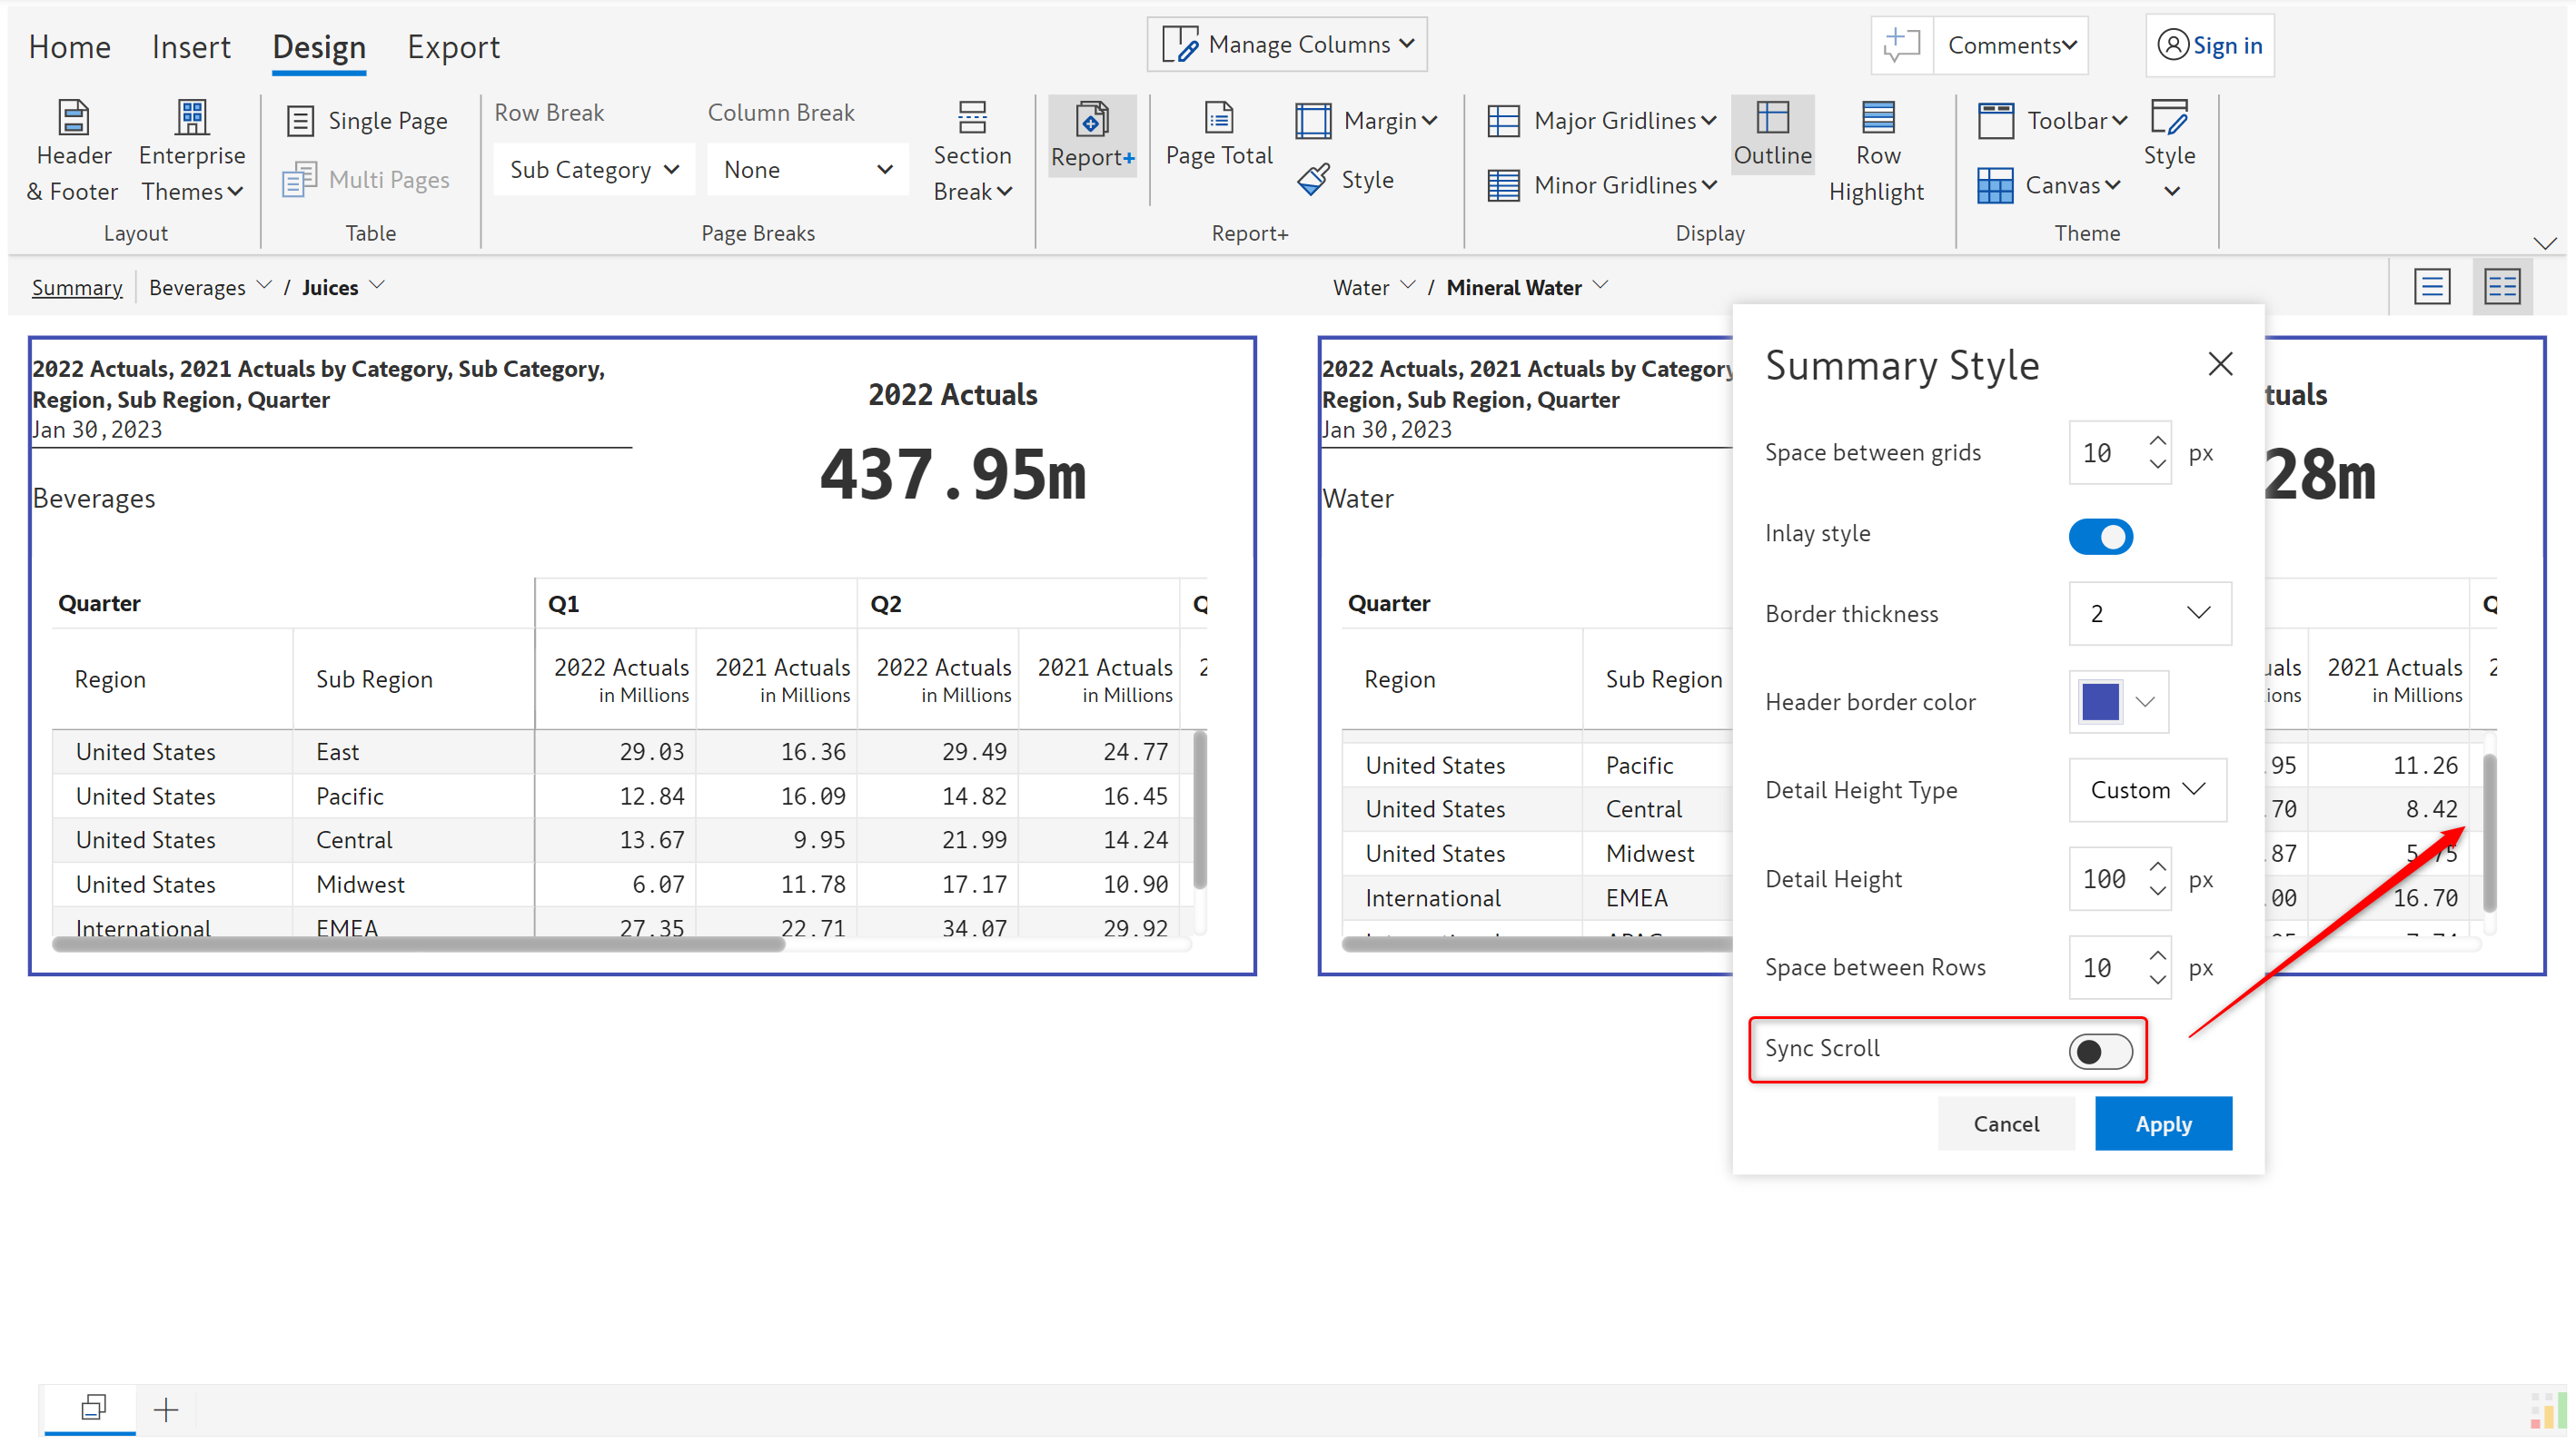 Home Insert Design Export Manage Columns Comments Sign in
Header & Footer
Enterprise Themes
Layout
Single Page
Multi Pages
Table
Row Break Column Break
Sub Category None
Section Break
Page Breaks
Report+
Page Total
Margin
Style
Report+
Major Gridlines
Minor Gridlines
Outline
Row Highlight
Display
Toolbar
Canvas
Style
Theme
Summary Beverages / Juices
Water / Mineral Water
2022 Actuals, 2021 Actuals by Category, Sub Category,
Region, Sub Region, Quarter
Jan 30,2023
Beverages
2022 Actuals
437.95m
Quarter Q1 Q2
Region Sub Region 2022 Actuals 2021 Actuals 2022 Actuals 2021 Actuals
in Millions in Millions in Millions in Millions
United States East 29.03 16.36 29.49 24.77
United States Pacific 12.84 16.09 14.82 16.45
United States Central 13.67 9.95 21.99 14.24
United States Midwest 6.07 11.78 17.17 10.90
International EMEA 27.35 22.71 34.07 29.92
2022 Actuals, 2021 Actuals by Category
Region, Sub Region, Quarter
Jan 30,2023
Water
tuals
28m
Quarter
Region Sub Region 2021 Actuals
in Millions
United States Pacific 95 11.26
United States Central 70 8.42
United States Midwest 87 5.75
International EMEA 00 16.70
Summary Style
Space between grids 10 px
Inlay style
Border thickness 2
Header border color
Detail Height Type Custom
Detail Height 100 px
Space between Rows 10 px
Sync Scroll
Cancel Apply